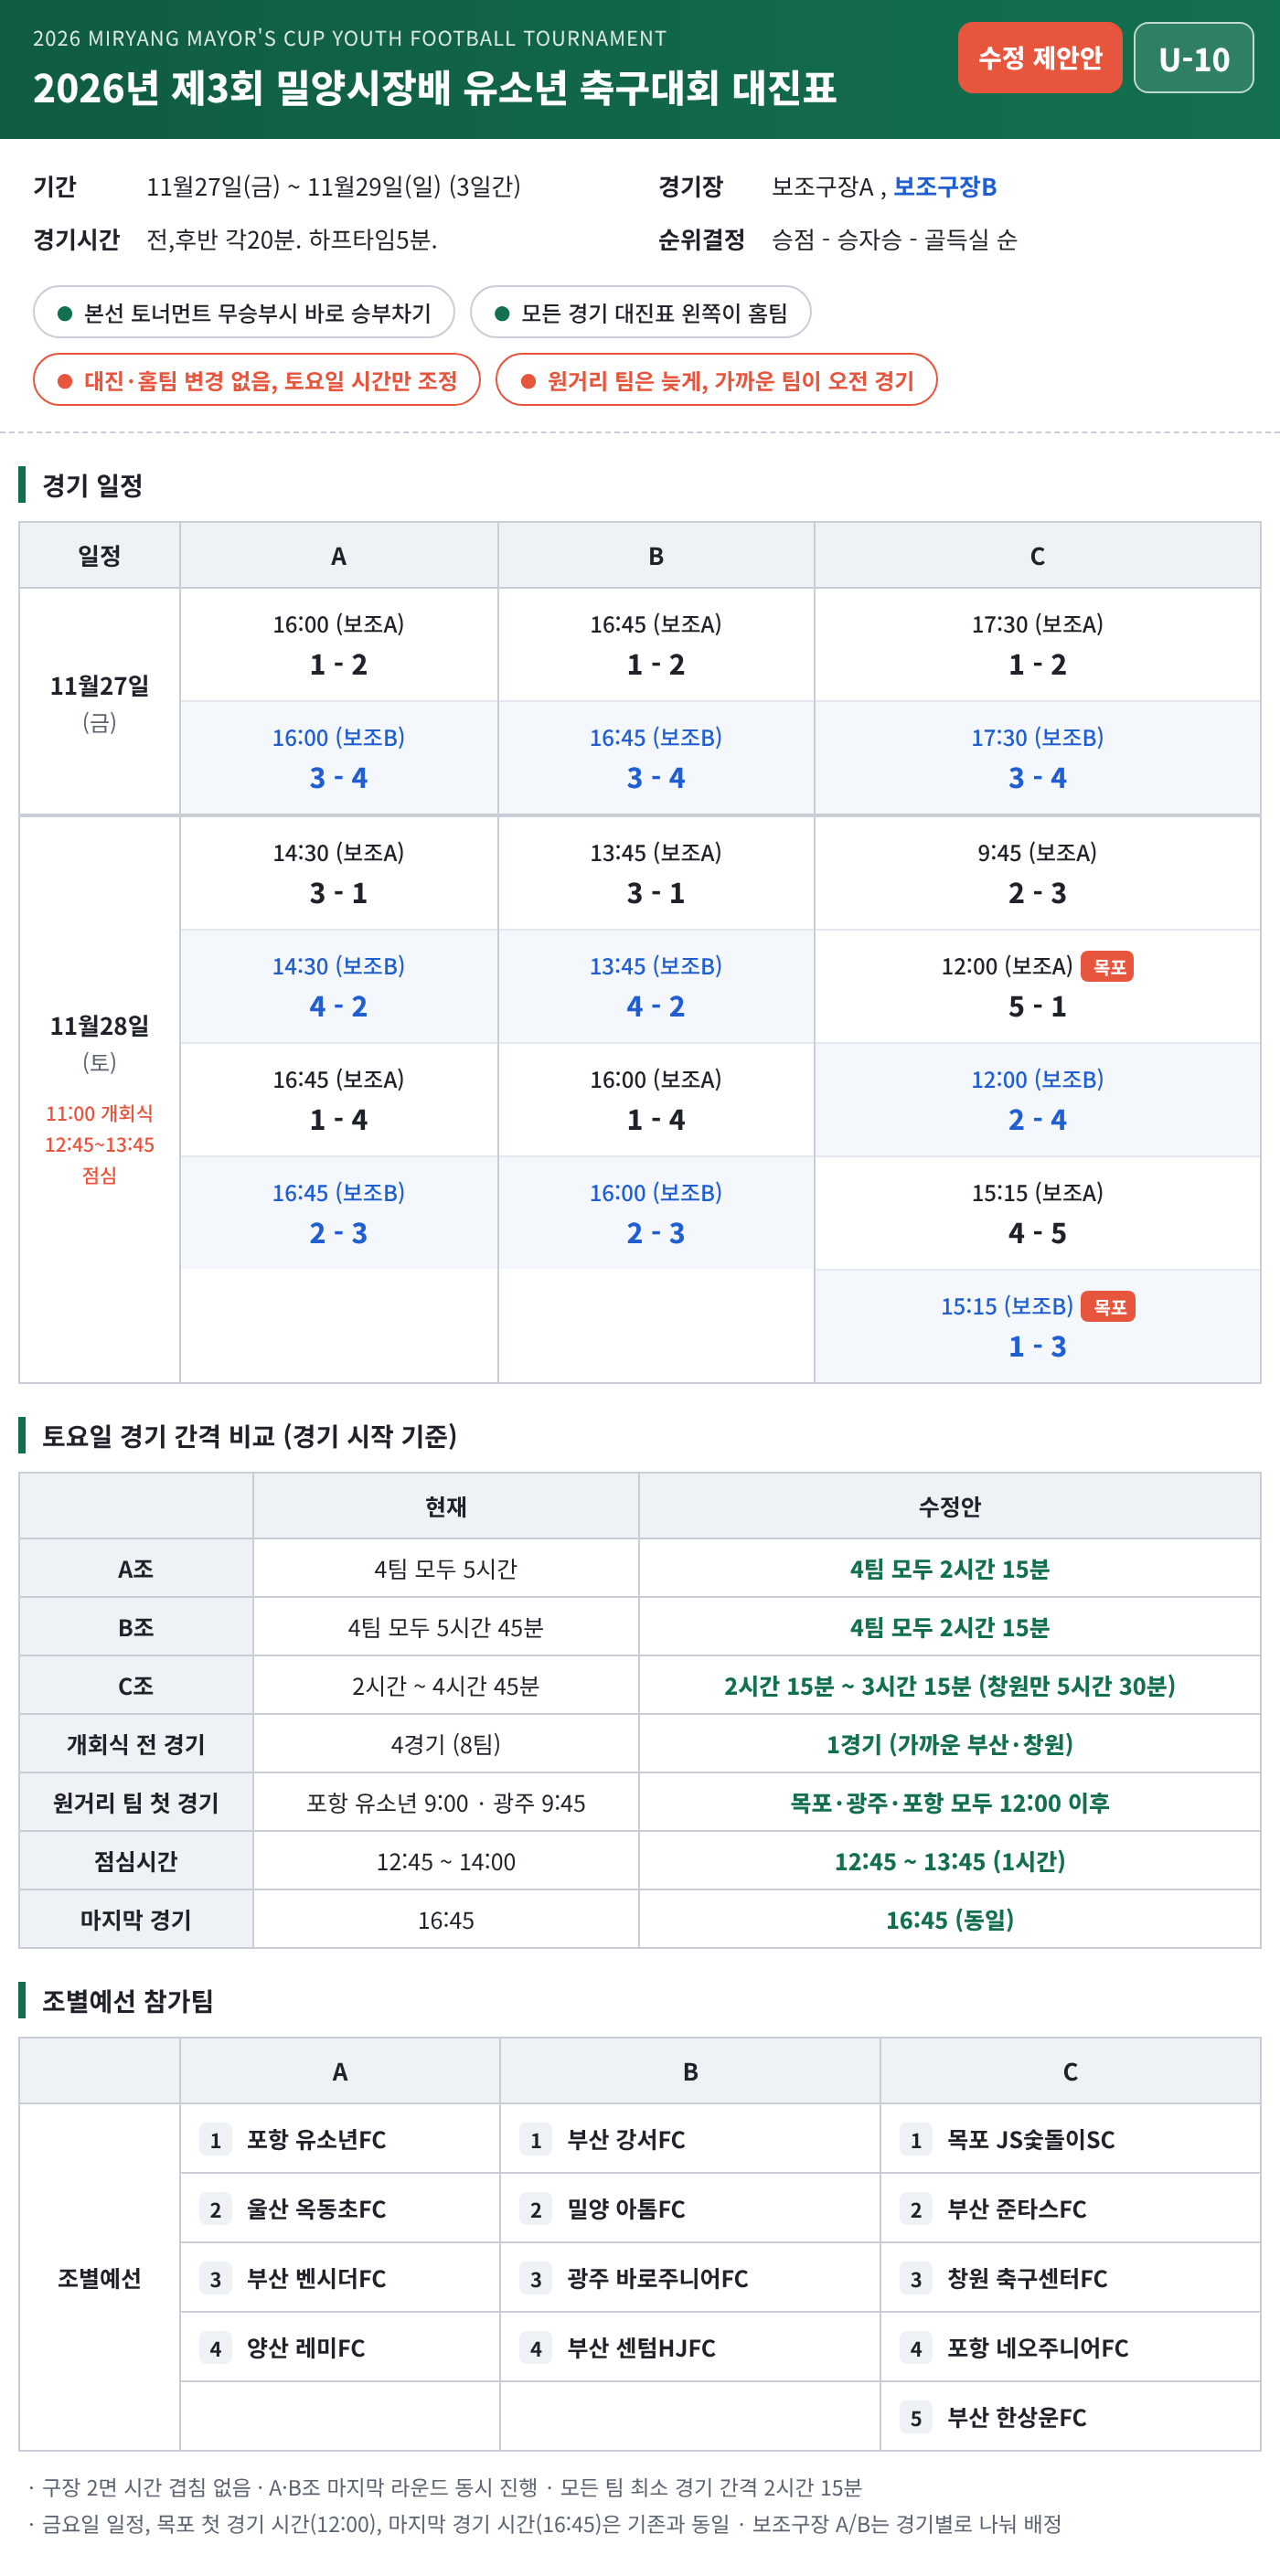 2026 MIRYANG MAYOR'S CUP YOUTH FOOTBALL TOURNAMENT
2026년 제3회 밀양시장배 유소년 축구대회 대진표
수정 제안안
U-10
기간 11월27일(금) ~ 11월29일(일) (3일간)
경기장 보조구장A , 보조구장B
경기시간 전,후반 각20분. 하프타임5분.
순위결정 승점 - 승자승 - 골득실 순
본선 토너먼트 무승부시 바로 승부차기
모든 경기 대진표 왼쪽이 홈팀
대진·홈팀 변경 없음, 토요일 시간만 조정
원거리 팀은 늦게, 가까운 팀이 오전 경기
경기 일정
일정 A B C
11월27일
(금)
16:00 (보조A) 16:45 (보조A) 17:30 (보조A)
1 - 2 1 - 2 1 - 2
16:00 (보조B) 16:45 (보조B) 17:30 (보조B)
3 - 4 3 - 4 3 - 4
11월28일
(토)
11:00 개회식
12:45~13:45
점심
14:30 (보조A) 13:45 (보조A) 9:45 (보조A)
3 - 1 3 - 1 2 - 3
14:30 (보조B) 13:45 (보조B) 12:00 (보조A) 목포
4 - 2 4 - 2 5 - 1
16:45 (보조A) 16:00 (보조A) 12:00 (보조B)
1 - 4 1 - 4 2 - 4
16:45 (보조B) 16:00 (보조B) 15:15 (보조A)
2 - 3 2 - 3 4 - 5
15:15 (보조B) 목포
1 - 3
토요일 경기 간격 비교 (경기 시작 기준)
현재 수정안
A조 4팀 모두 5시간 4팀 모두 2시간 15분
B조 4팀 모두 5시간 45분 4팀 모두 2시간 15분
C조 2시간 ~ 4시간 45분 2시간 15분 ~ 3시간 15분 (창원만 5시간 30분)
개회식 전 경기 4경기 (8팀) 1경기 (가까운 부산·창원)
원거리 팀 첫 경기 포항 유소년 9:00 · 광주 9:45 목포·광주·포항 모두 12:00 이후
점심시간 12:45 ~ 14:00 12:45 ~ 13:45 (1시간)
마지막 경기 16:45 16:45 (동일)
조별예선 참가팀
A B C
조별예선
1 포항 유소년FC 1 부산 강서FC 1 목포 JS숯돌이SC
2 울산 옥동초FC 2 밀양 아톰FC 2 부산 준타스FC
3 부산 벤시더FC 3 광주 바로주니어FC 3 창원 축구센터FC
4 양산 레미FC 4 부산 센텀HJFC 4 포항 네오주니어FC
5 부산 한상운FC
· 구장 2면 시간 겹침 없음 · A·B조 마지막 라운드 동시 진행 · 모든 팀 최소 경기 간격 2시간 15분
· 금요일 일정, 목포 첫 경기 시간(12:00), 마지막 경기 시간(16:45)은 기존과 동일 · 보조구장 A/B는 경기별로 나눠 배정